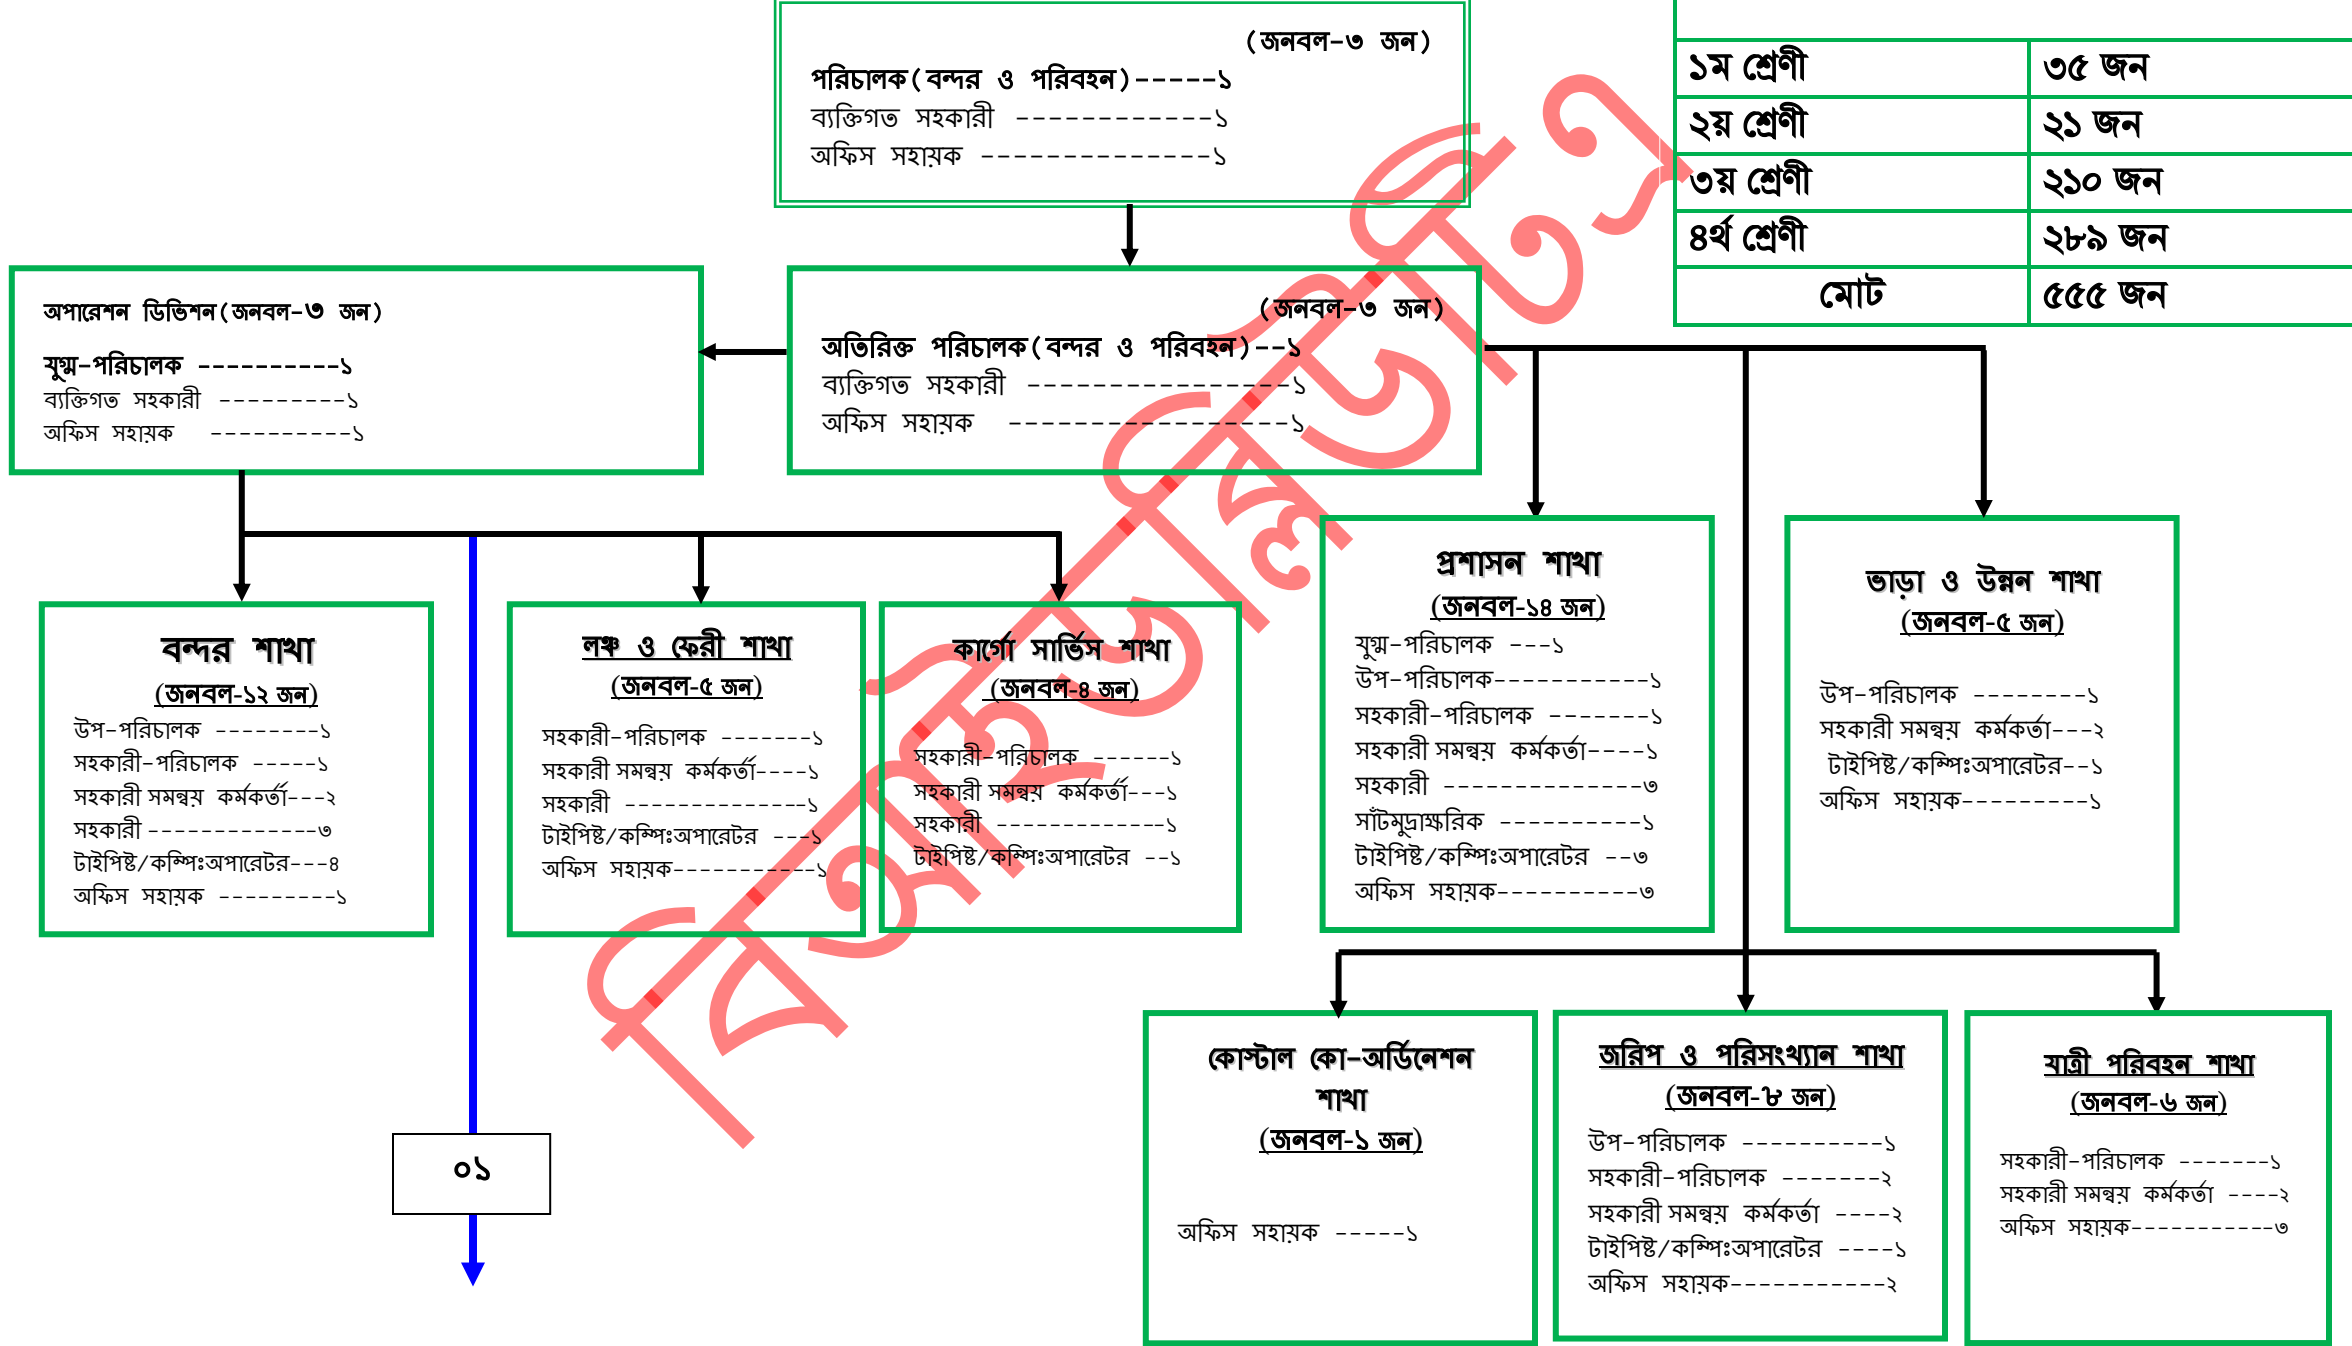 (জনবল-৩ জন)
পরিচালক(বন্দর ও পরিবহন)-----১
ব্যক্তিগত সহকারী ------------১
অফিস সহায়ক --------------১
১ম শ্রেণী ৩৫ জন
২য় শ্রেণী ২১ জন
৩য় শ্রেণী ২১০ জন
৪র্থ শ্রেণী ২৮৯ জন
মোট ৫৫৫ জন
অপারেশন ডিভিশন(জনবল-৩ জন)
যুগ্ম-পরিচালক ----------১
ব্যক্তিগত সহকারী ---------১
অফিস সহায়ক ----------১
(জনবল-৩ জন)
অতিরিক্ত পরিচালক(বন্দর ও পরিবহন)--১
ব্যক্তিগত সহকারী ----------------১
অফিস সহায়ক -----------------১
বন্দর শাখা
(জনবল-১২ জন)
উপ-পরিচালক --------১
সহকারী-পরিচালক -----১
সহকারী সমন্বয় কর্মকর্তা---২
সহকারী -------------৩
টাইপিষ্ট/কম্পিঃঅপারেটর---৪
অফিস সহায়ক ---------১
লঞ্চ ও ফেরী শাখা
(জনবল-৫ জন)
সহকারী-পরিচালক -------১
সহকারী সমন্বয় কর্মকর্তা----১
সহকারী --------------১
টাইপিষ্ট/কম্পিঃঅপারেটর ---১
অফিস সহায়ক-----------১
কার্গো সার্ভিস শাখা
(জনবল-৪ জন)
সহকারী-পরিচালক ------১
সহকারী সমন্বয় কর্মকর্তা---১
সহকারী -------------১
টাইপিষ্ট/কম্পিঃঅপারেটর --১
প্রশাসন শাখা
(জনবল-১৪ জন)
যুগ্ম-পরিচালক ---১
উপ-পরিচালক-----------১
সহকারী-পরিচালক -------১
সহকারী সমন্বয় কর্মকর্তা----১
সহকারী --------------৩
সাঁটমুদ্রাক্ষরিক ----------১
টাইপিষ্ট/কম্পিঃঅপারেটর --৩
অফিস সহায়ক----------৩
ভাড়া ও উন্নন শাখা
(জনবল-৫ জন)
উপ-পরিচালক --------১
সহকারী সমন্বয় কর্মকর্তা---২
টাইপিষ্ট/কম্পিঃঅপারেটর--১
অফিস সহায়ক---------১
০১
কোস্টাল কো-অর্ডিনেশন
শাখা
(জনবল-১ জন)
অফিস সহায়ক -----১
জরিপ ও পরিসংখ্যান শাখা
(জনবল-৮ জন)
উপ-পরিচালক ----------১
সহকারী-পরিচালক -------২
সহকারী সমন্বয় কর্মকর্তা ----২
টাইপিষ্ট/কম্পিঃঅপারেটর ----১
অফিস সহায়ক-----------২
যাত্রী পরিবহন শাখা
(জনবল-৬ জন)
সহকারী-পরিচালক -------১
সহকারী সমন্বয় কর্মকর্তা ----২
অফিস সহায়ক-----------৩
বিআইডব্লিউটিএ